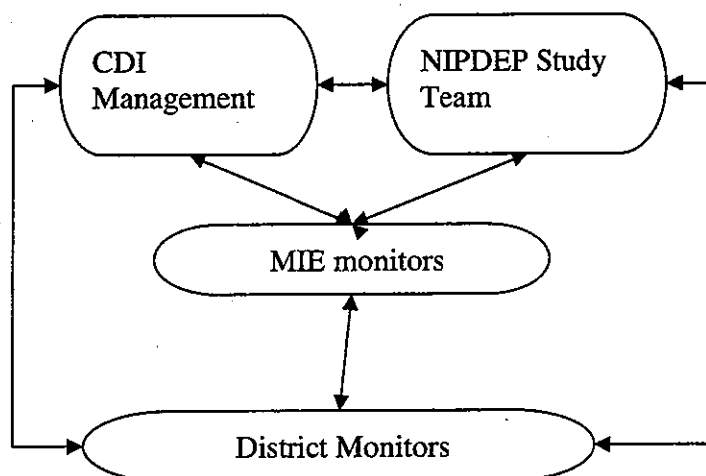 CDI
Management
NIPDEP Study
Team
MIE monitors
District Monitors